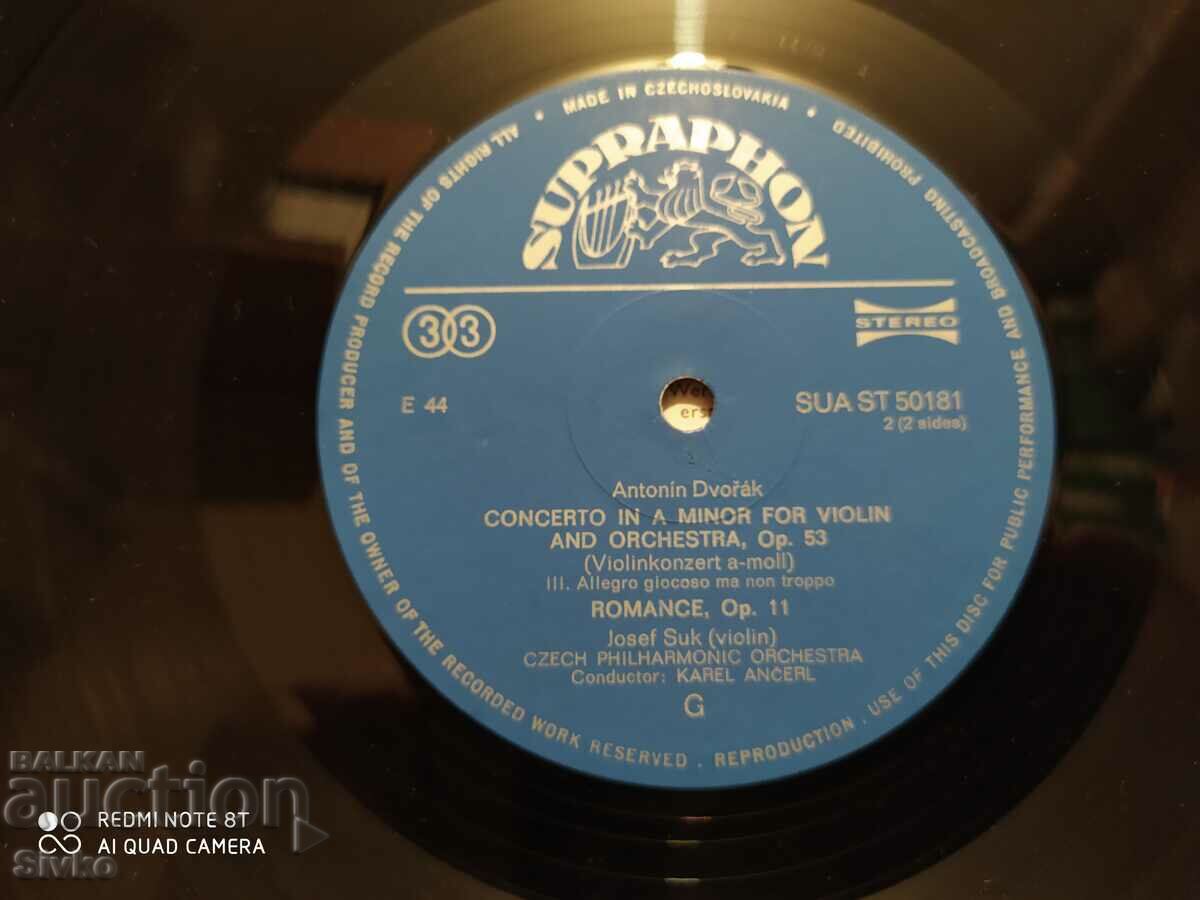 MADE IN CZECHOSLOVAKIA
SUPRAPHON
33
STEREO
E 44
SUA ST 50181
2 (2 sides)
Wer
erst
Antonín Dvořák
CONCERTO IN A MINOR FOR VIOLIN
AND ORCHESTRA, Op. 53
(Violinkonzert a-moll)
III. Allegro giocoso ma non troppo
ROMANCE, Op. 11
Josef Suk (violin)
CZECH PHILHARMONIC ORCHESTRA
Conductor: KAREL ANČERL
G
ALL RIGHTS OF THE RECORD PRODUCER AND OF THE OWNER OF THE RECORDED WORK RESERVED . REPRODUCTION . USE OF THIS DISC FOR PUBLIC PERFORMANCE AND BROADCASTING PROHIBITED
BALKAN
auction
REDMI NOTE 8T
AI QUAD CAMERA
Sivko